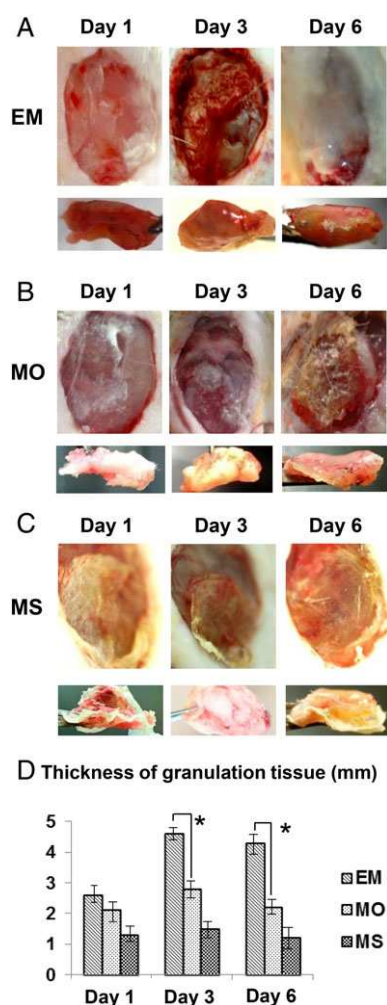 A
Day 1 Day 3 Day 6
EM
B
Day 1 Day 3 Day 6
MO
C
Day 1 Day 3 Day 6
MS
D Thickness of granulation tissue (mm)
5
4
3
2
1
0
* *
EM
MO
MS
Day 1 Day 3 Day 6